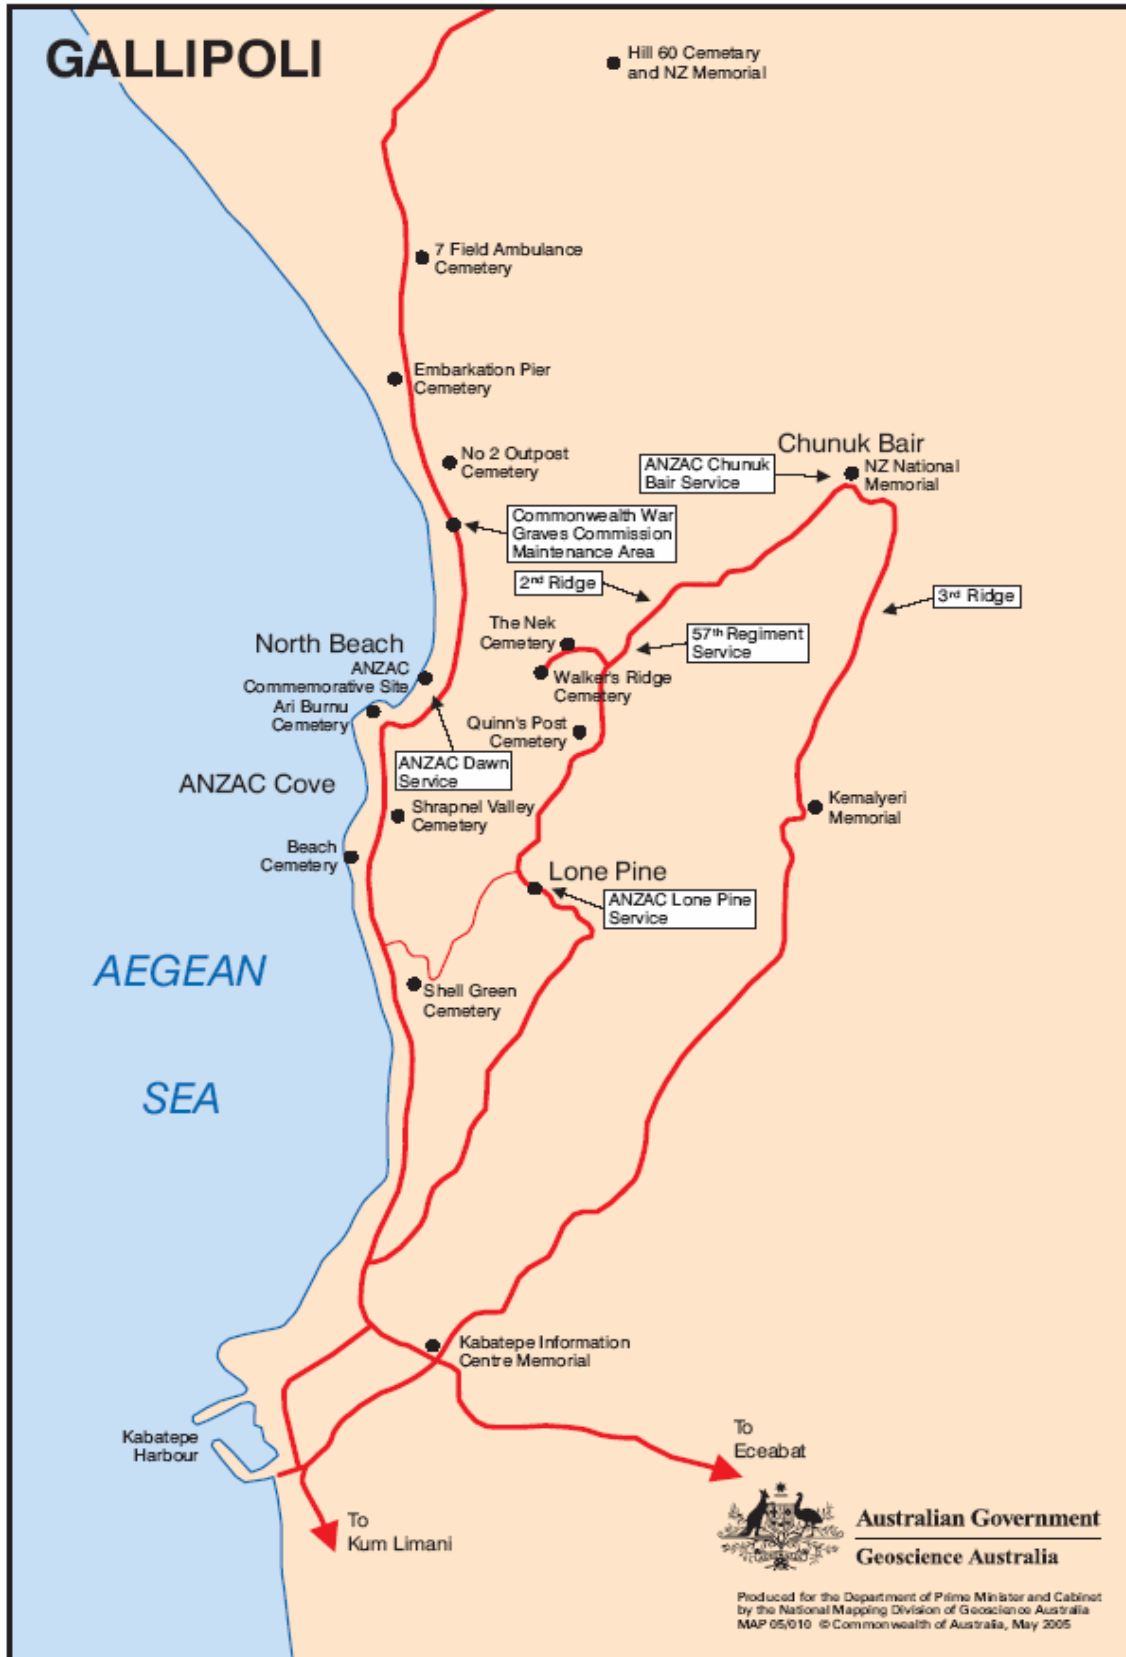 GALLIPOLI
Hill 60 Cemetary
and NZ Memorial
7 Field Ambulance
Cemetery
Embarkation Pier
Cemetery
No 2 Outpost
Cemetery
Chunuk Bair
ANZAC Chunuk
Bair Service
NZ National
Memorial
Commonwealth War
Graves Commission
Maintenance Area
2nd Ridge
3rd Ridge
The Nek
Cemetery
57th Regiment
Service
North Beach
ANZAC
Commemorative Site
Walker's Ridge
Cemetery
Ari Burnu
Cemetery
Quinn's Post
Cemetery
ANZAC Dawn
Service
ANZAC Cove
Shrapnel Valley
Cemetery
Kemalyeri
Memorial
Beach
Cemetery
Lone Pine
ANZAC Lone Pine
Service
AEGEAN
SEA
Shell Green
Cemetery
Kabatepe Information
Centre Memorial
Kabatepe
Harbour
To
Eceabat
To
Kum Limani
Australian Government
Geoscience Australia
Produced for the Department of Prime Minister and Cabinet
by the National Mapping Division of Geoscience Australia
MAP 05/010 © Commonwealth of Australia, May 2005